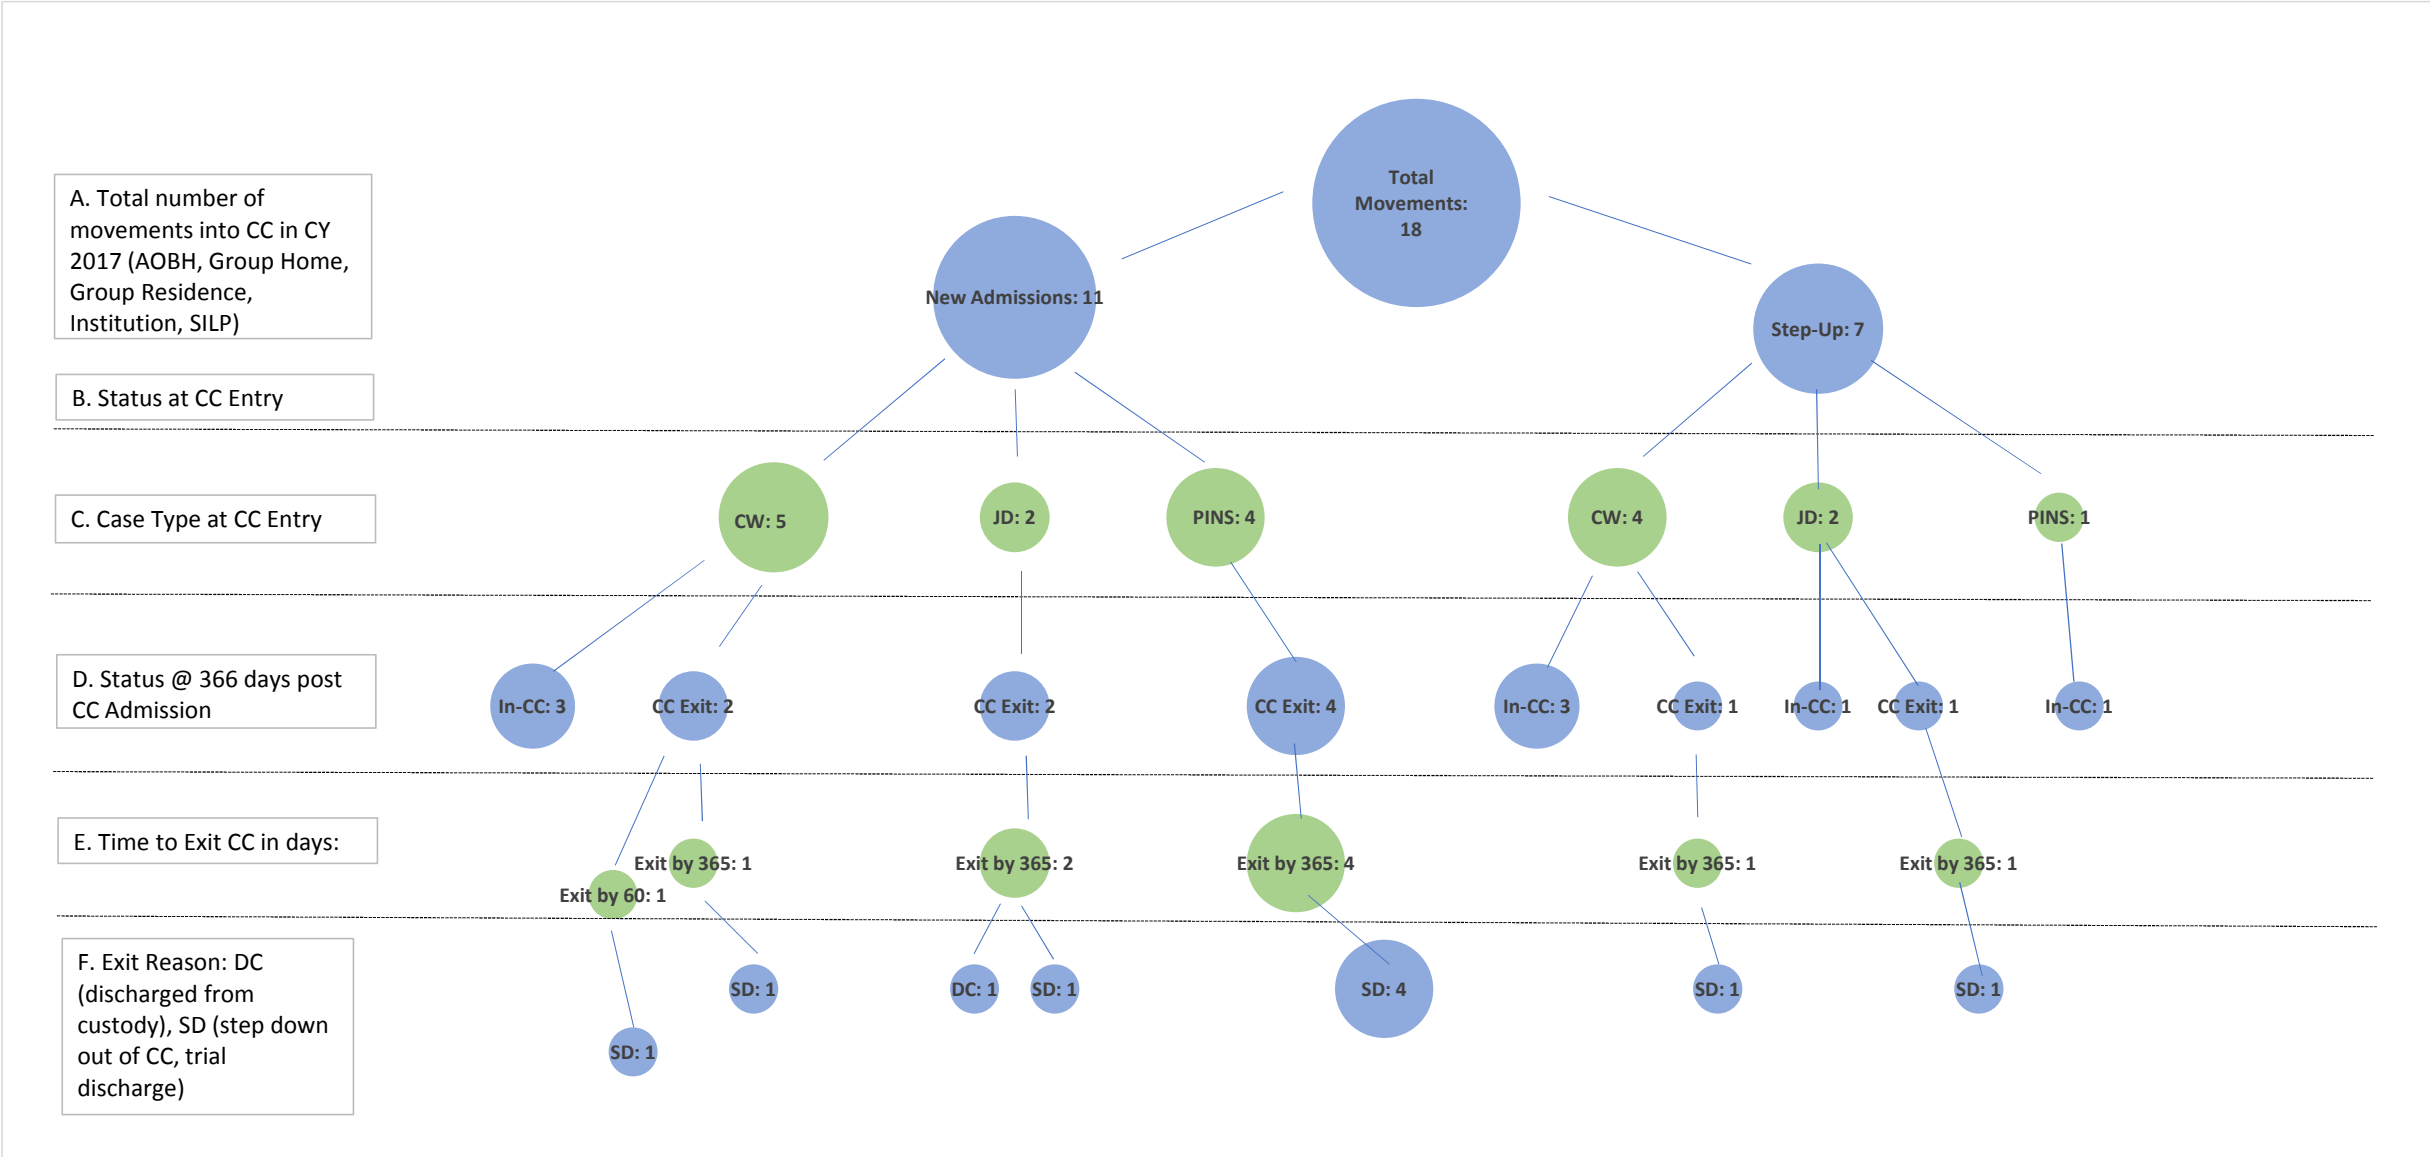 Total
Movements:
18
A. Total number of
movements into CC in CY
2017 (AOBH, Group Home,
Group Residence,
Institution, SILP)
New Admissions: 11
Step-Up: 7
B. Status at CC Entry
C. Case Type at CC Entry
CW: 5
JD: 2
PINS: 4
CW: 4
JD: 2
PINS: 1
D. Status @ 366 days post
CC Admission
In-CC: 3
CC Exit: 2
CC Exit: 2
CC Exit: 4
In-CC: 3
CC Exit: 1
In-CC: 1
CC Exit: 1
In-CC: 1
E. Time to Exit CC in days:
Exit by 365: 1
Exit by 365: 2
Exit by 365: 4
Exit by 365: 1
Exit by 365: 1
Exit by 60: 1
F. Exit Reason: DC
(discharged from
custody), SD (step down
out of CC, trial
discharge)
SD: 1
DC: 1
SD: 1
SD: 4
SD: 1
SD: 1
SD: 1